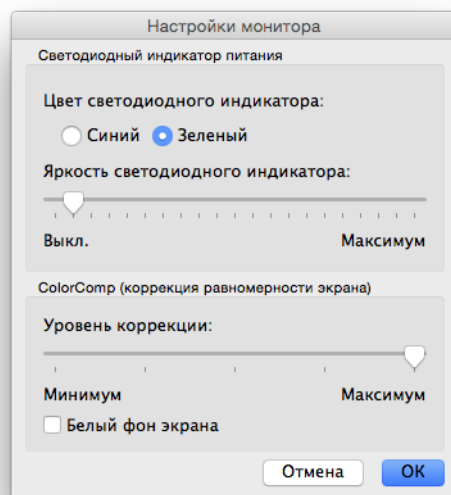 Настройки монитора
Светодиодный индикатор питания
Цвет светодиодного индикатора:
Синий Зеленый
Яркость светодиодного индикатора:
Выкл. Максимум
ColorComp (коррекция равномерности экрана)
Уровень коррекции:
Минимум Максимум
Белый фон экрана
Отмена OK